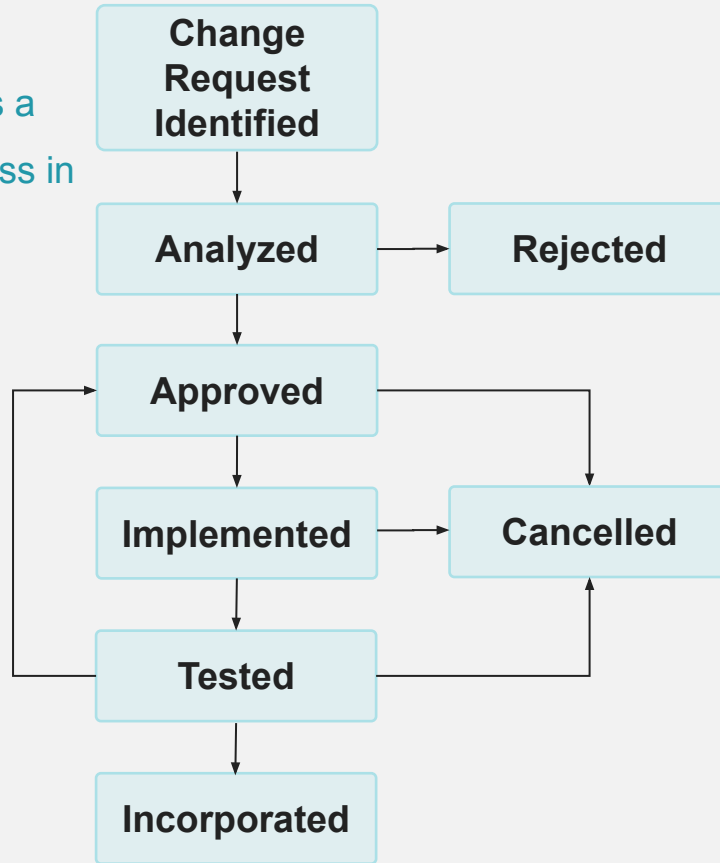 Change
Request
Identified
s a
ss in
Analyzed
Rejected
Approved
Implemented
Cancelled
Tested
Incorporated